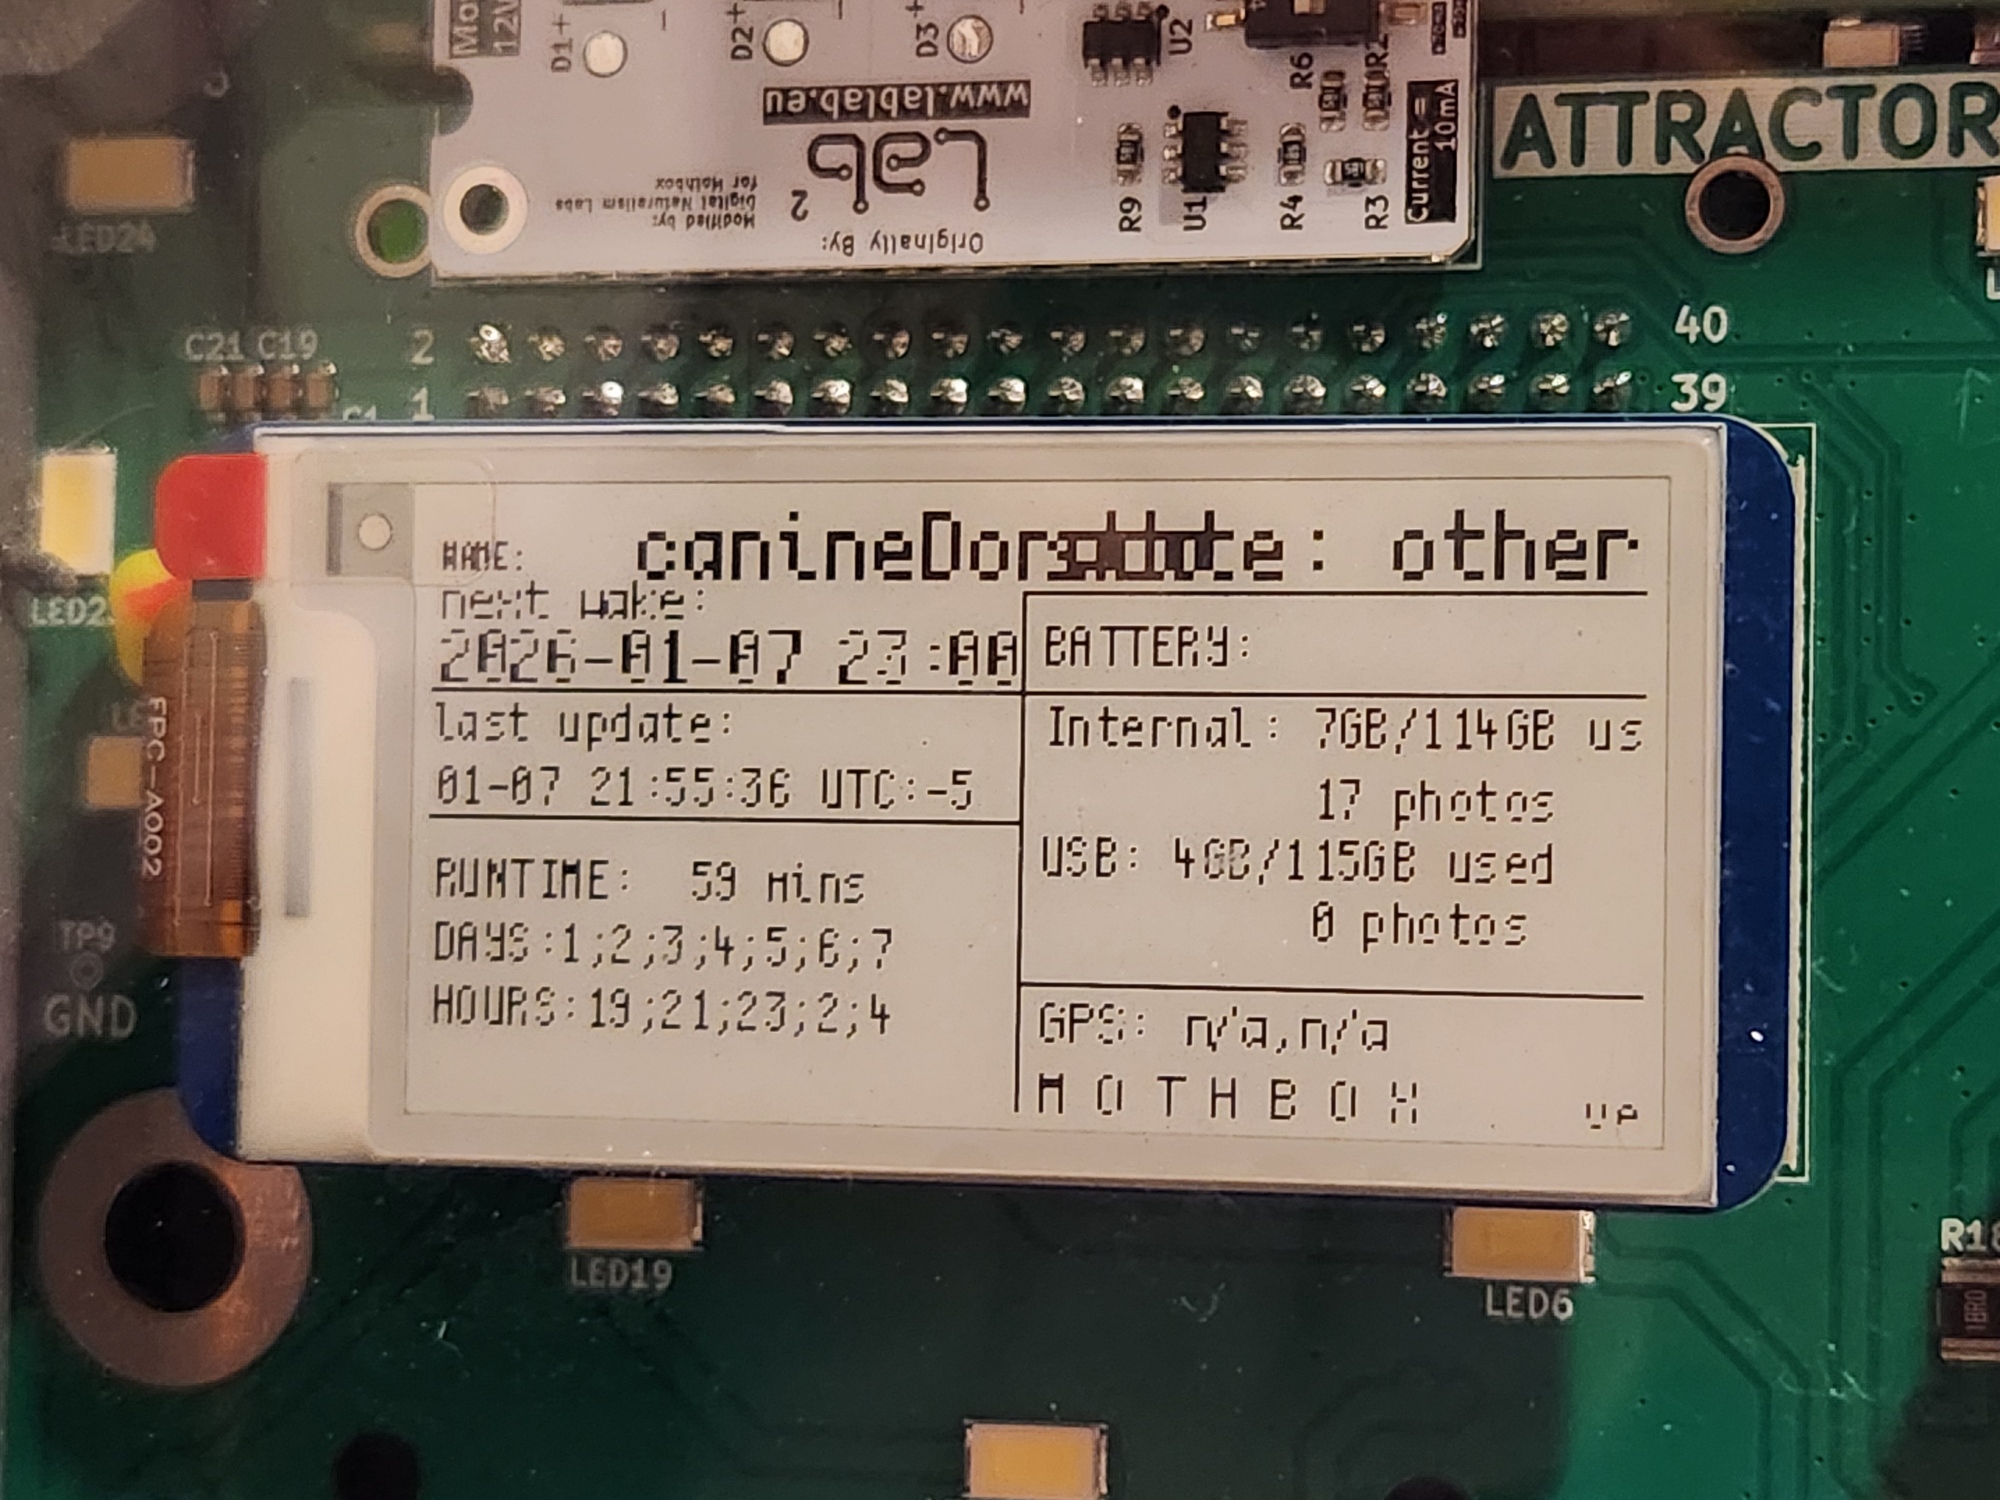 D1+
D2+
D3+
U2
R6
R2
www.lablab.eu
Lab
2
Originally By:
Modified by:
Digital Naturalism Labs
for Mothbox
R9
U1
R4
R3
Current =
10mA
ATTRACTOR
LED24
C21 C19
2
1
40
39
NAME:
other
next wake:
2026-01-07 23:00
BATTERY:
last update:
01-07 21:55:36 UTC:-5
Internal: 7GB/114GB us
17 photos
USB: 4GB/115GB used
0 photos
RUNTIME: 59 mins
DAYS:1;2;3;4;5;6;7
HOURS:19;21;23;2;4
GPS: n/a,n/a
MOTHBOX
FPC-A002
TP9
GND
LED19
LED6